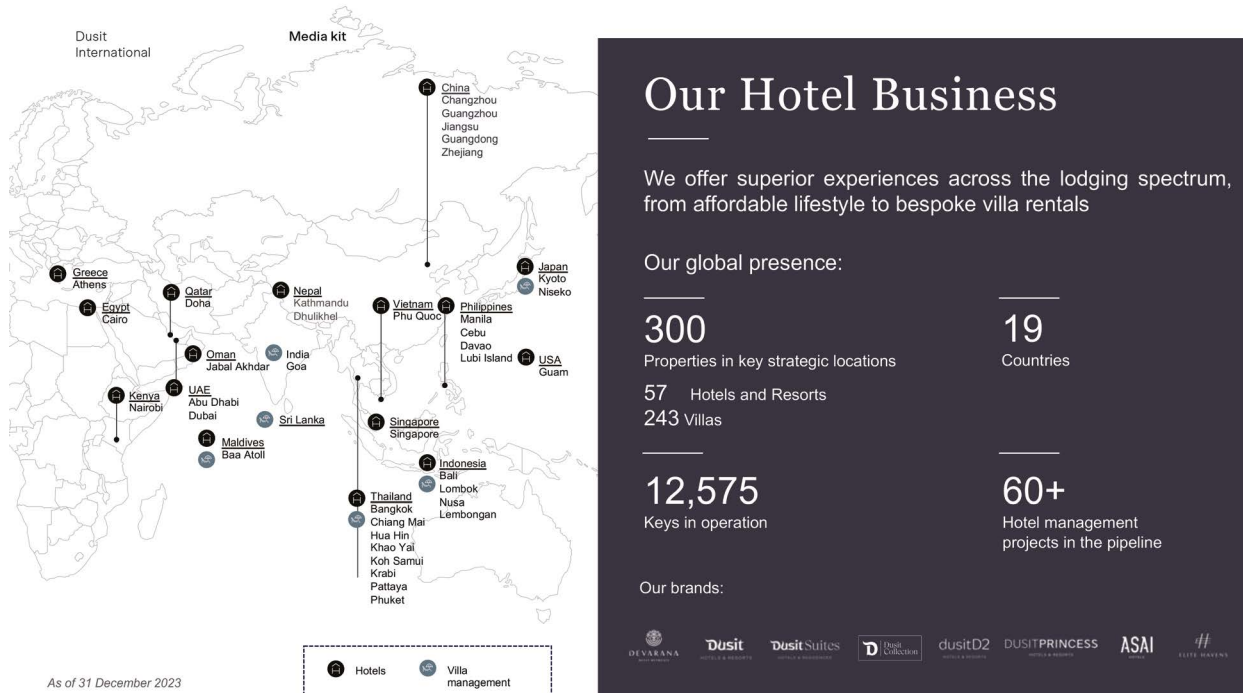 Dusit
International
Media kit
China
Changzhou
Guangzhou
Jiangsu
Guangdong
Zhejiang
Greece
Athens
Egypt
Cairo
Qatar
Doha
Nepal
Kathmandu
Dhulikhel
Vietnam
Phu Quoc
Philippines
Manila
Cebu
Davao
Lubi Island
Japan
Kyoto
Niseko
USA
Guam
Oman
Jabal Akhdar
India
Goa
Kenya
Nairobi
UAE
Abu Dhabi
Dubai
Sri Lanka
Singapore
Singapore
Maldives
Baa Atoll
Indonesia
Bali
Lombok
Nusa
Lembongan
Thailand
Bangkok
Chiang Mai
Hua Hin
Khao Yai
Koh Samui
Krabi
Pattaya
Phuket
Hotels
Villa
management
As of 31 December 2023
Our Hotel Business
We offer superior experiences across the lodging spectrum,
from affordable lifestyle to bespoke villa rentals
Our global presence:
300
Properties in key strategic locations
57 Hotels and Resorts
243 Villas
19
Countries
12,575
Keys in operation
60+
Hotel management
projects in the pipeline
Our brands:
DEVARANA
Dusit
HOTELS & RESORTS
Dusit Suites
D Dusit Collection
dusitD2
DUSIT PRINCESS
ASAI
HOTELS
ELITE HAVENS